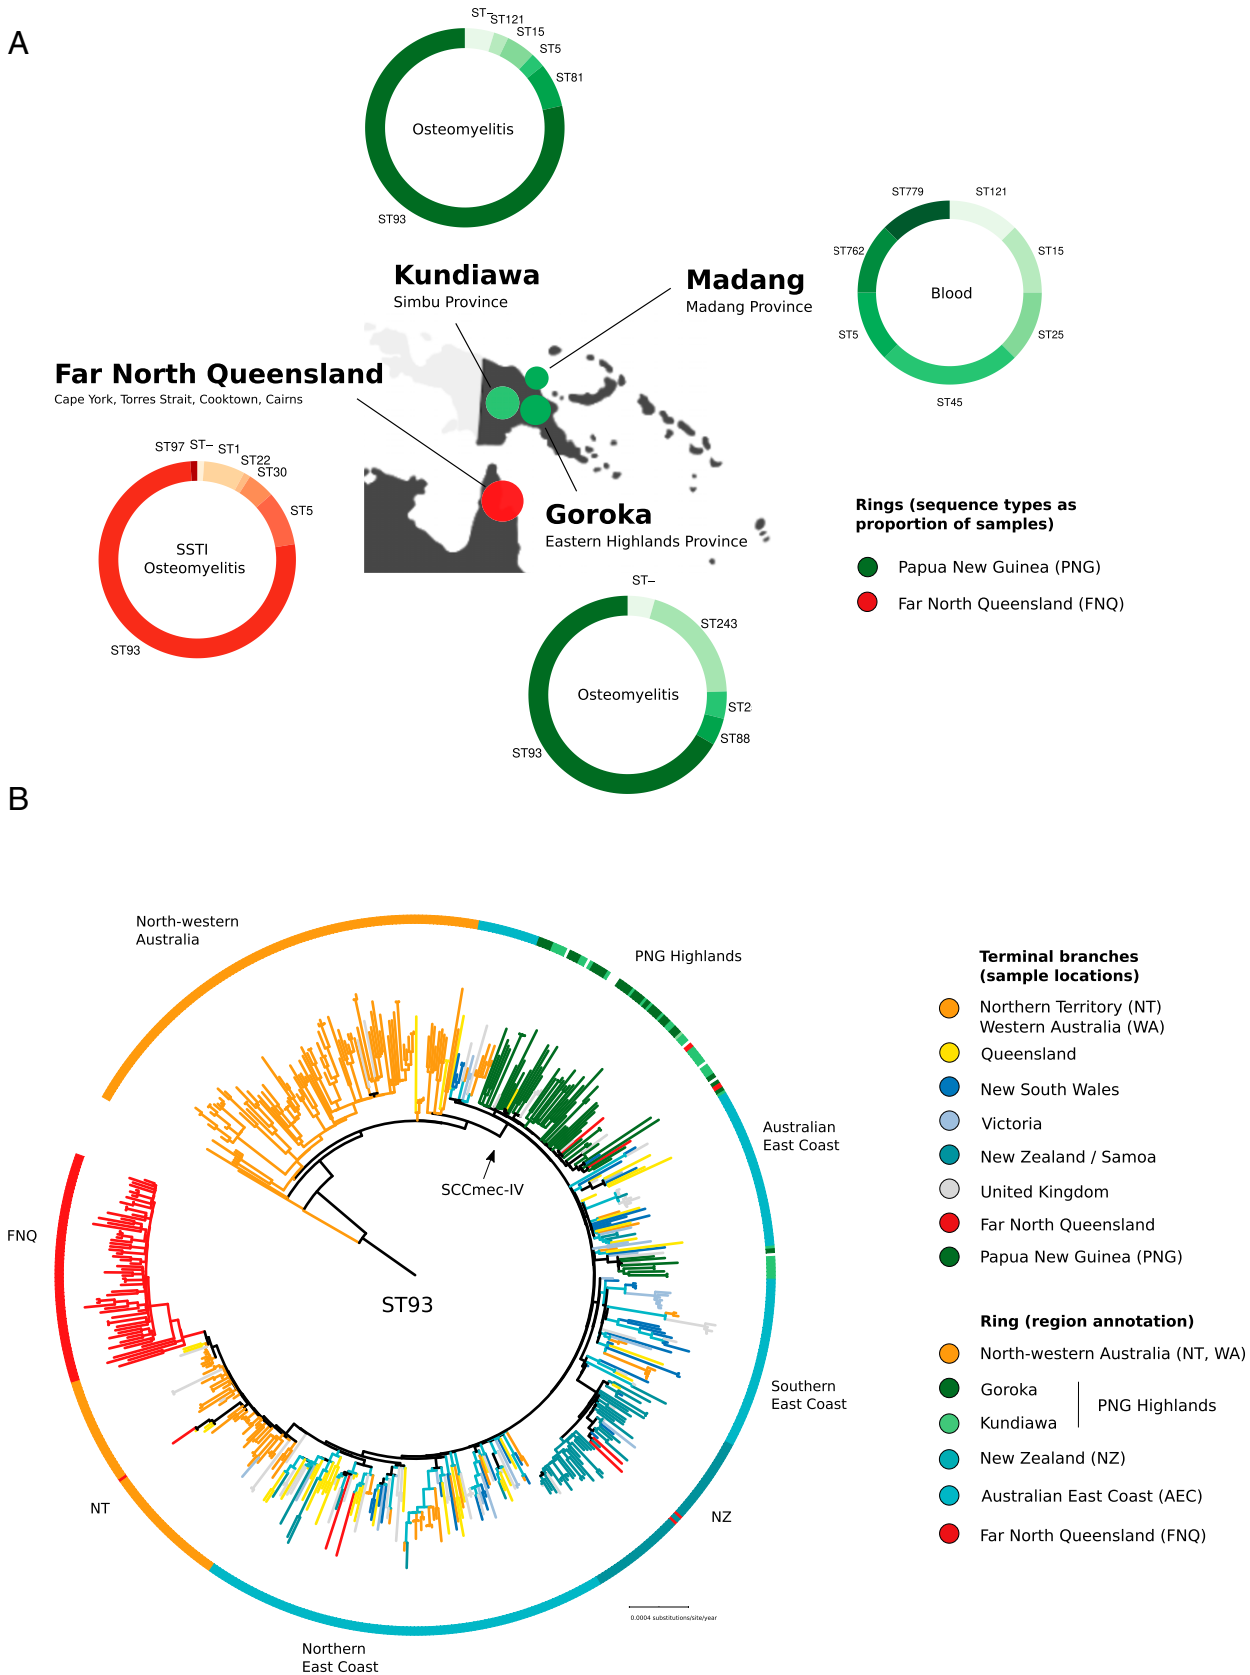 A
ST–
ST121
ST15
ST5
ST81
Osteomyelitis
ST93
ST779
ST121
ST762
ST15
Blood
ST5
ST25
ST45
Kundiawa
Simbu Province
Madang
Madang Province
Far North Queensland
Cape York, Torres Strait, Cooktown, Cairns
ST97
ST–
ST1
ST22
ST30
ST5
SSTI
Osteomyelitis
ST93
Goroka
Eastern Highlands Province
Rings (sequence types as
proportion of samples)
Papua New Guinea (PNG)
Far North Queensland (FNQ)
ST–
ST243
Osteomyelitis
ST2
ST88
ST93
B
North-western
Australia
PNG Highlands
Australian
East Coast
SCCmec-IV
FNQ
ST93
Southern
East Coast
NT
NZ
Northern
East Coast
0.0004 substitutions/site/year
Terminal branches
(sample locations)
Northern Territory (NT)
Western Australia (WA)
Queensland
New South Wales
Victoria
New Zealand / Samoa
United Kingdom
Far North Queensland
Papua New Guinea (PNG)
Ring (region annotation)
North-western Australia (NT, WA)
Goroka
Kundiawa
PNG Highlands
New Zealand (NZ)
Australian East Coast (AEC)
Far North Queensland (FNQ)